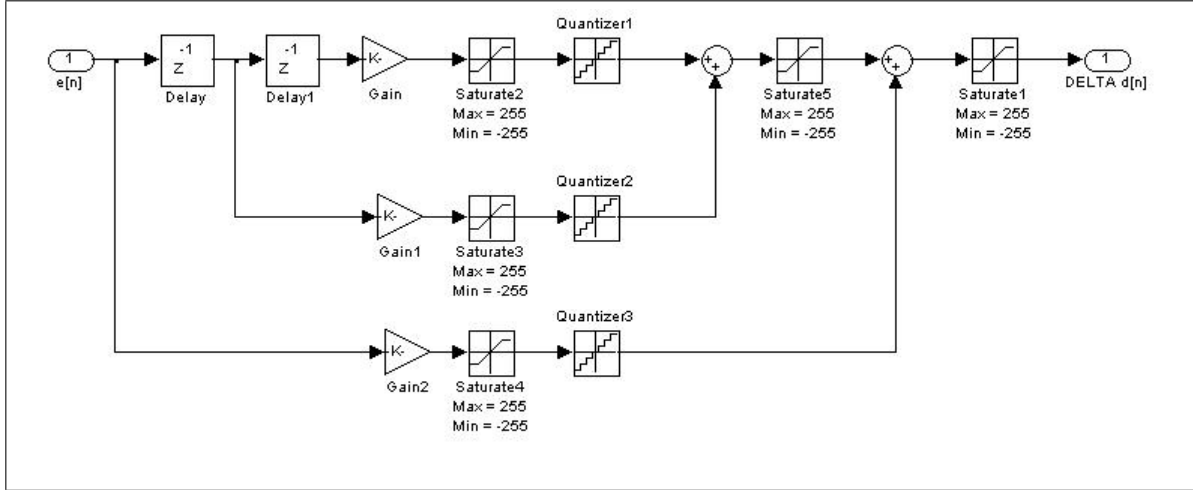 Quantizer1
1
e[n]
-1
Z
Delay
-1
Z
Delay1
K-
Gain
Saturate2
Max = 255
Min = -255
+
+
Saturate5
Max = 255
Min = -255
+
+
Saturate1
Max = 255
Min = -255
1
DELTA d[n]
Quantizer2
K-
Gain1
Saturate3
Max = 255
Min = -255
Quantizer3
K-
Gain2
Saturate4
Max = 255
Min = -255